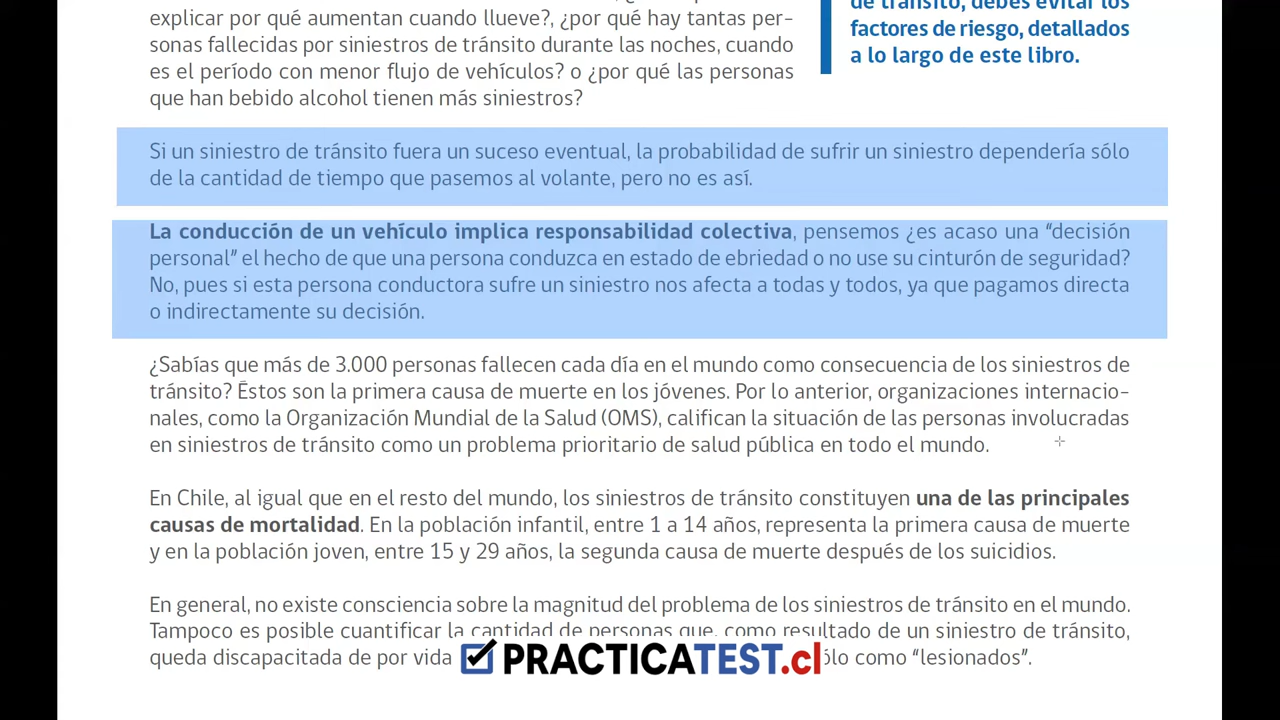 explicar por qué aumentan cuando llueve?, ¿por qué hay tantas per-
sonas fallecidas por siniestros de tránsito durante las noches, cuando
es el período con menor flujo de vehículos? o ¿por qué las personas
que han bebido alcohol tienen más siniestros?
de tránsito, debes evitar los
factores de riesgo, detallados
a lo largo de este libro.
Si un siniestro de tránsito fuera un suceso eventual, la probabilidad de sufrir un siniestro dependería sólo
de la cantidad de tiempo que pasemos al volante, pero no es así.
La conducción de un vehículo implica responsabilidad colectiva, pensemos ¿es acaso una “decisión
personal” el hecho de que una persona conduzca en estado de ebriedad o no use su cinturón de seguridad?
No, pues si esta persona conductora sufre un siniestro nos afecta a todas y todos, ya que pagamos directa
o indirectamente su decisión.
¿Sabías que más de 3.000 personas fallecen cada día en el mundo como consecuencia de los siniestros de
tránsito? Éstos son la primera causa de muerte en los jóvenes. Por lo anterior, organizaciones internacio-
nales, como la Organización Mundial de la Salud (OMS), califican la situación de las personas involucradas
en siniestros de tránsito como un problema prioritario de salud pública en todo el mundo.
En Chile, al igual que en el resto del mundo, los siniestros de tránsito constituyen una de las principales
causas de mortalidad. En la población infantil, entre 1 a 14 años, representa la primera causa de muerte
y en la población joven, entre 15 y 29 años, la segunda causa de muerte después de los suicidios.
En general, no existe consciencia sobre la magnitud del problema de los siniestros de tránsito en el mundo.
Tampoco es posible cuantificar la cantidad de personas que, como resultado de un siniestro de tránsito,
queda discapacitada de por vida PRACTICATEST.cl sólo como “lesionados”.